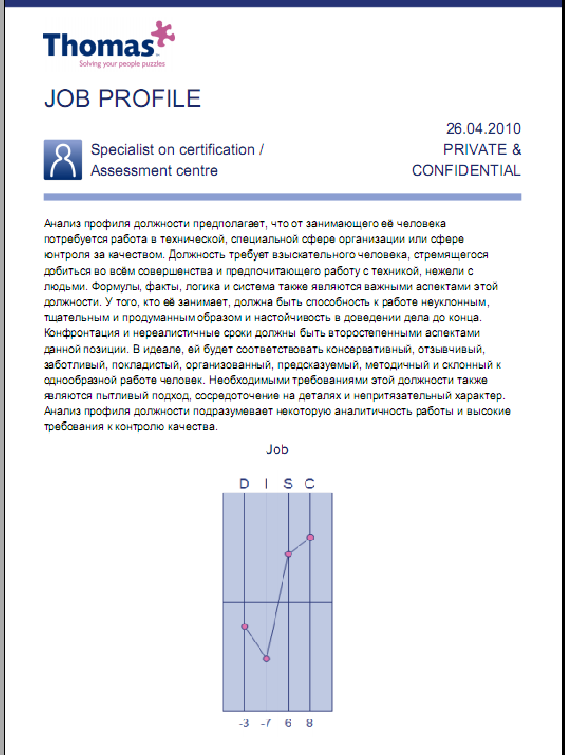 Thomas
Solving your people puzzles
JOB PROFILE
26.04.2010
Specialist on certification / PRIVATE &
Assessment centre CONFIDENTIAL
Анализ профиля должности предполагает, что от занимающего её человека
потребуется работа в технической, специальной сфере организации или сфере
контроля за качеством. Должность требует взыскательного человека, стремящегося
добиться во всём совершенства и предпочитающего работу с техникой, нежели с
людьми. Формулы, факты, логика и система также являются важными аспектами этой
должности. У того, кто её занимает, должна быть способность к работе неуклонным,
тщательным и продуманным образом и настойчивость в доведении дела до конца.
Конфронтация и нереалистичные сроки должны быть второстепенными аспектами
данной позиции. В идеале, ей будет соответствовать консервативный, отзывчивый,
заботливый, покладистый, организованный, предсказуемый, методичный и склонный к
однообразной работе человек. Необходимыми требованиями этой должности также
являются пытливый подход, сосредоточение на деталях и непритязательный характер.
Анализ профиля должности подразумевает некоторую аналитичность работы и высокие
требования к контролю качества.
Job
D I S C
-3 -7 6 8